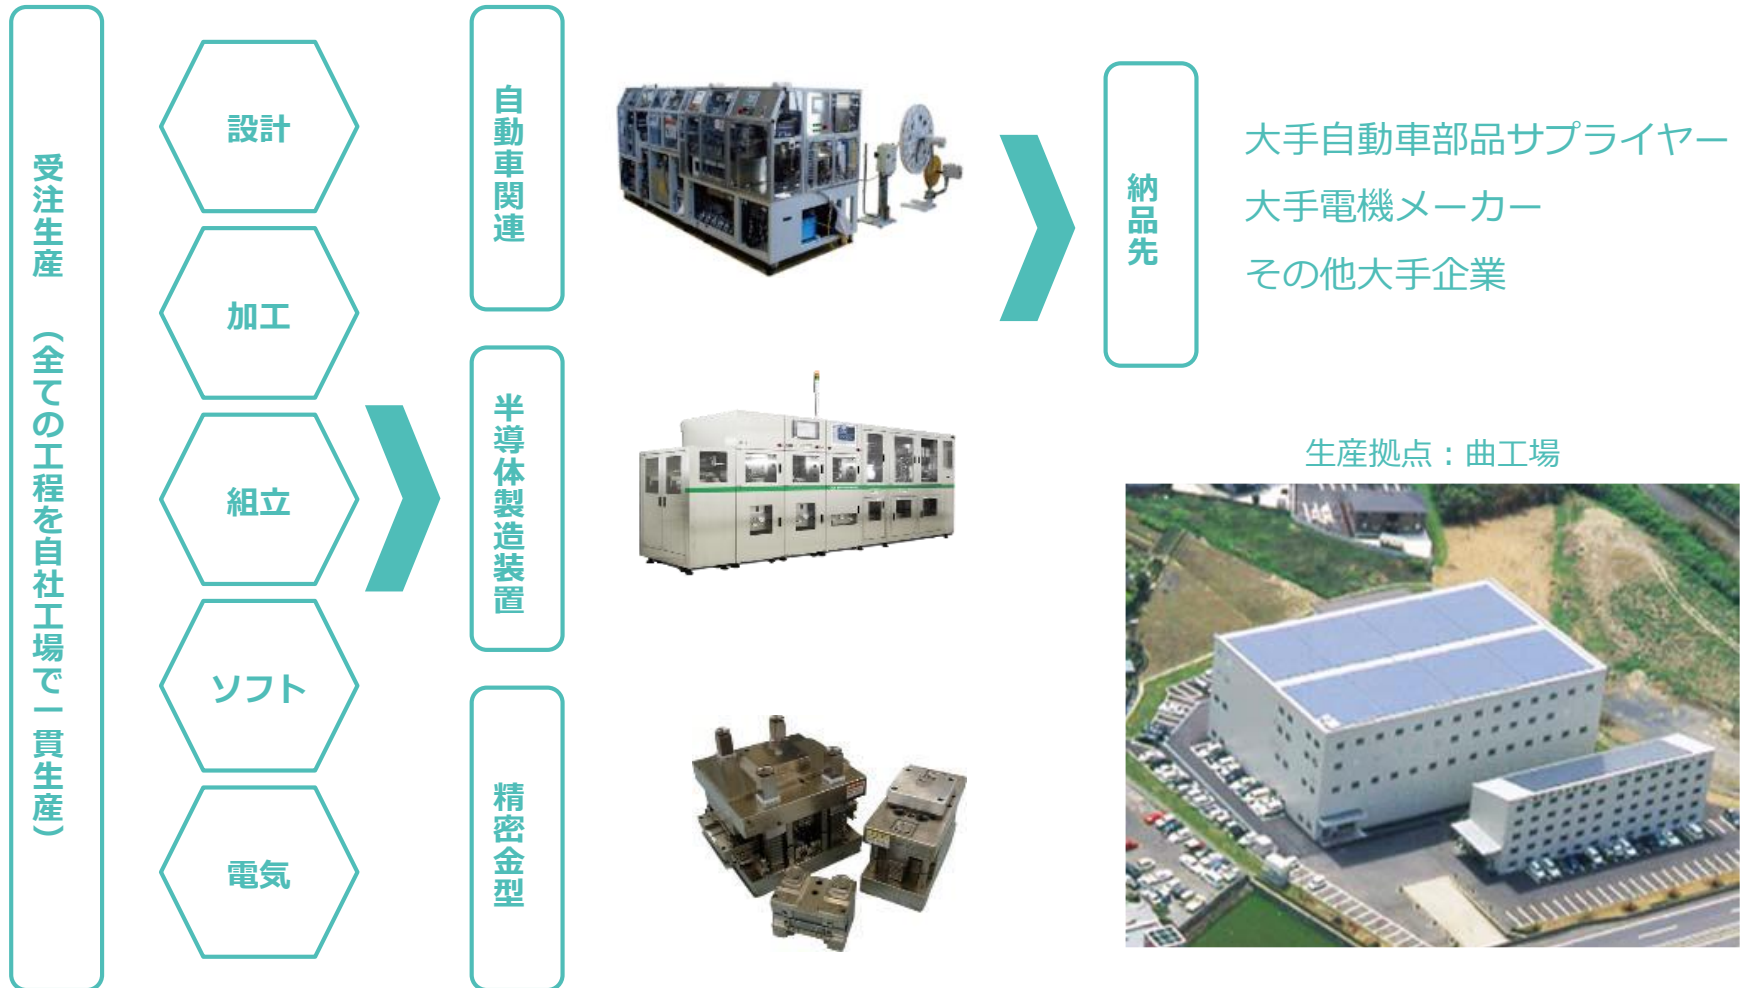 受注生産 (全ての工程を自社工場で一貫生産)
設計
加工
組立
ソフト
電気
自動車関連
半導体製造装置
精密金型
納品先
大手自動車部品サプライヤー
大手電機メーカー
その他大手企業
生産拠点：曲工場